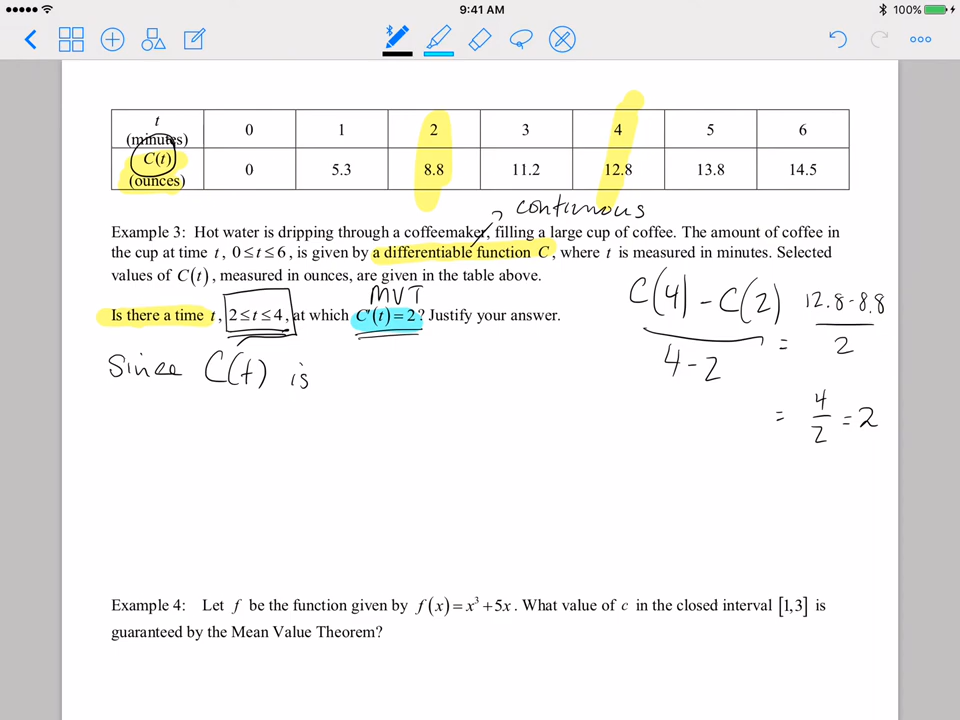 9:41 AM
100%
t
(minutes) 0 1 2 3 4 5 6
C(t)
(ounces) 0 5.3 8.8 11.2 12.8 13.8 14.5
continuous
Example 3: Hot water is dripping through a coffeemaker, filling a large cup of coffee. The amount of coffee in
the cup at time t, 0 ≤ t ≤ 6, is given by a differentiable function C, where t is measured in minutes. Selected
values of C(t), measured in ounces, are given in the table above.
MVT
Is there a time t, 2 ≤ t ≤ 4, at which C'(t) = 2? Justify your answer.
C(4) - C(2)
4 - 2
= 12.8 - 8.8
2
= 4
2
= 2
Since C(t) is
Example 4: Let f be the function given by f(x) = x³ + 5x. What value of c in the closed interval [1,3] is
guaranteed by the Mean Value Theorem?